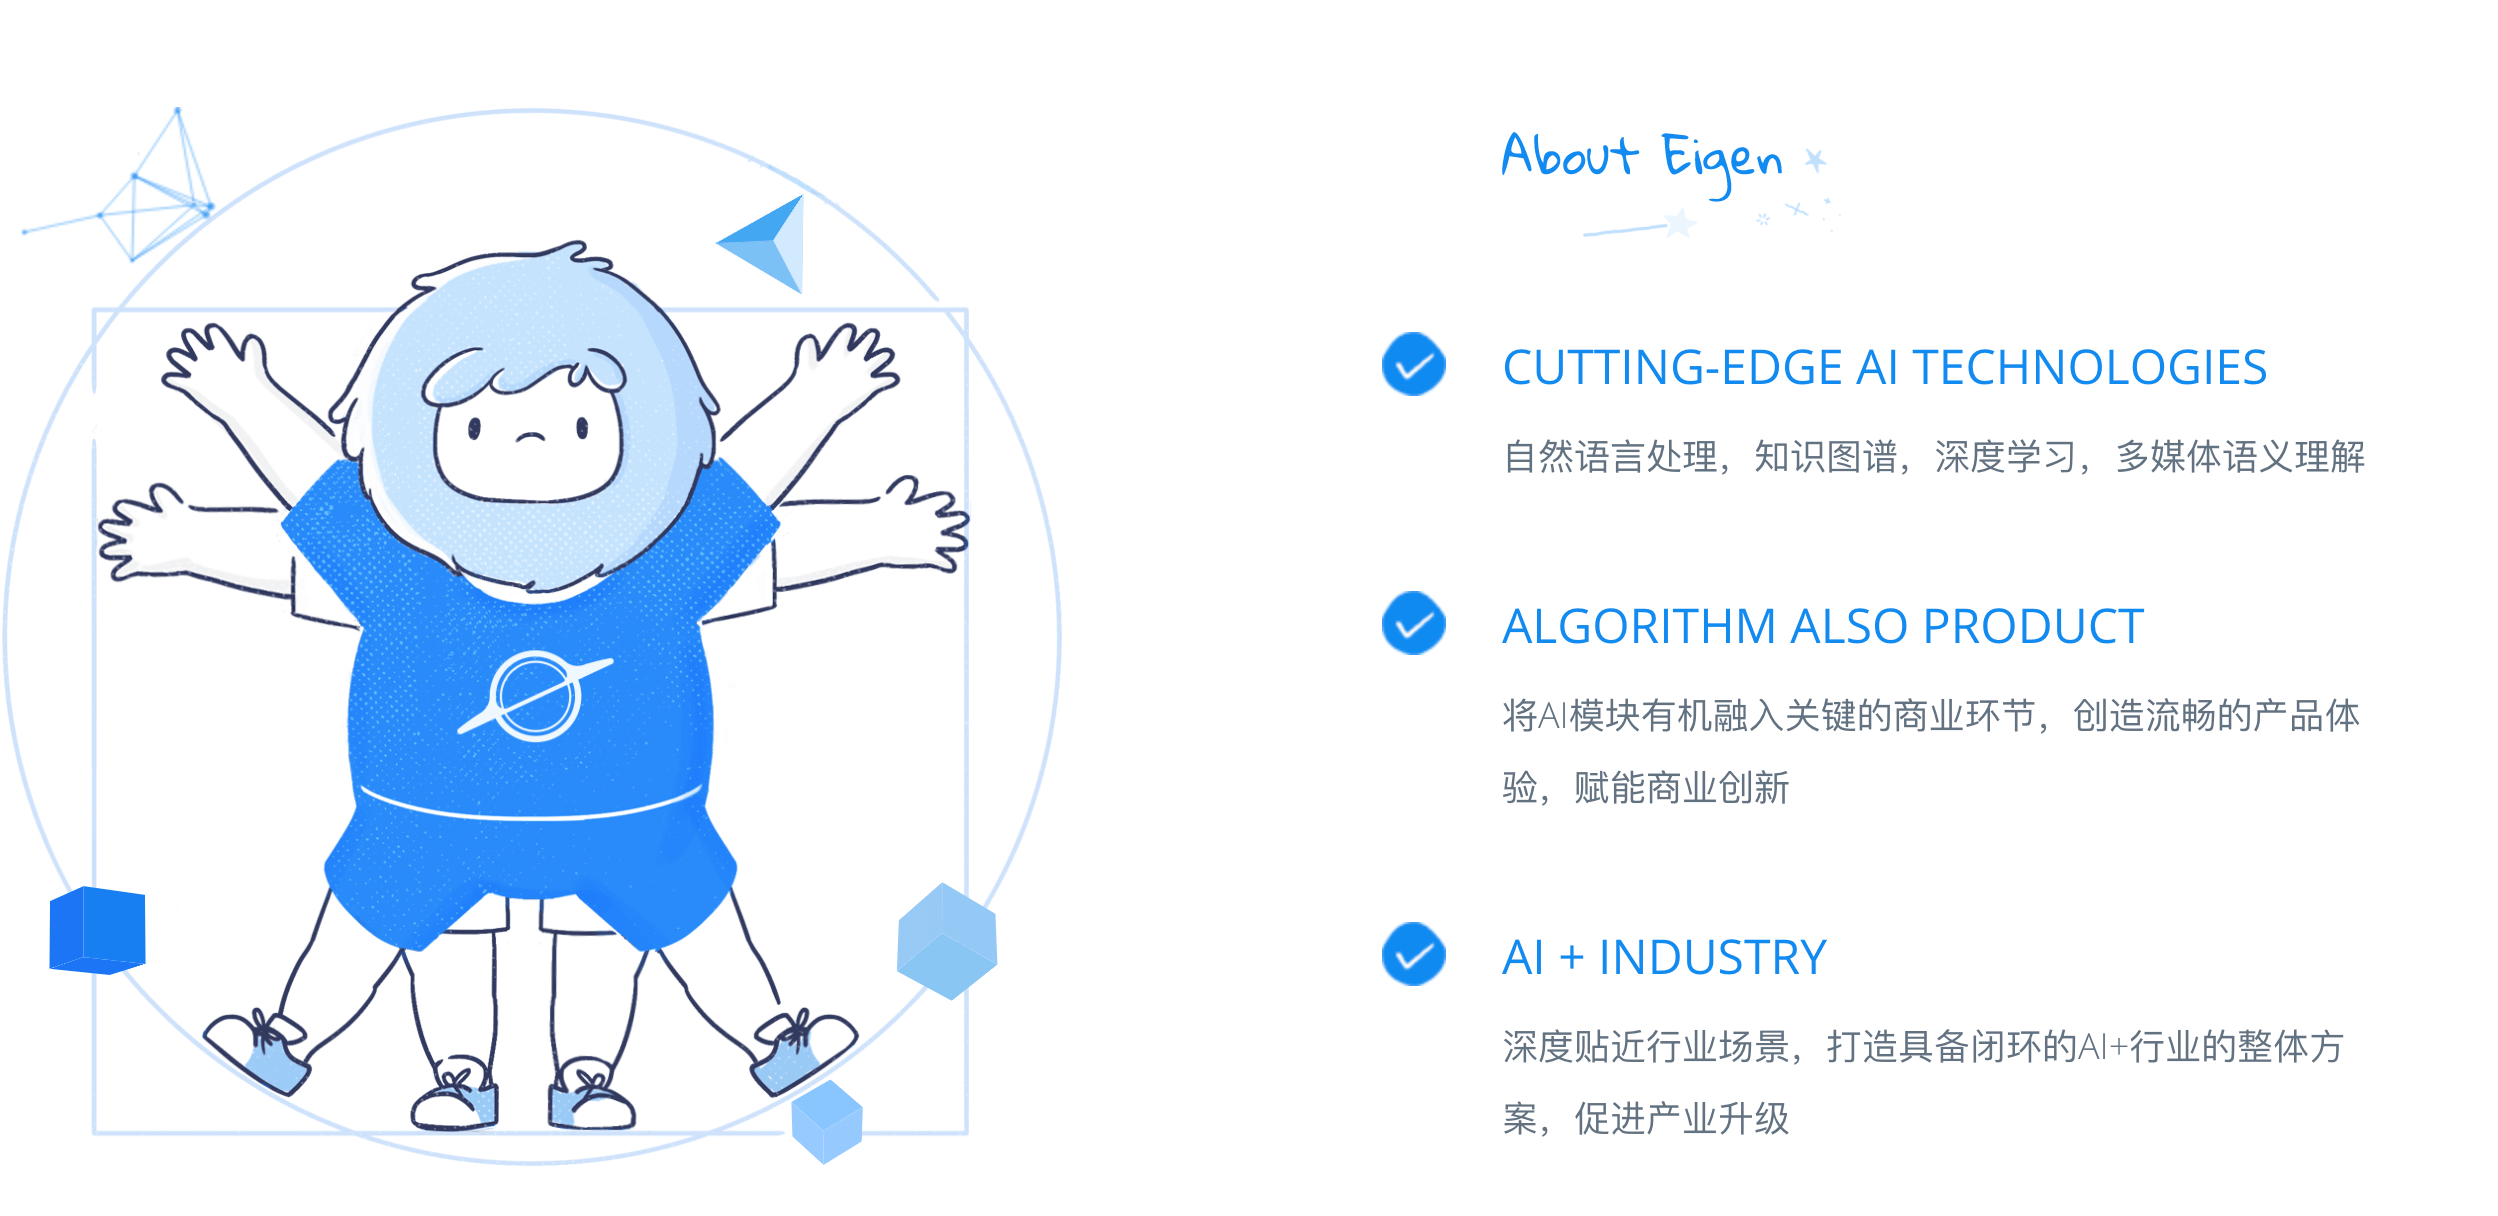 About Eigen
CUTTING-EDGE AI TECHNOLOGIES
自然语言处理，知识图谱，深度学习，多媒体语义理解
ALGORITHM ALSO PRODUCT
将AI模块有机融入关键的商业环节，创造流畅的产品体
验，赋能商业创新
AI + INDUSTRY
深度贴近行业场景，打造具备闭环的AI+行业的整体方
案，促进产业升级